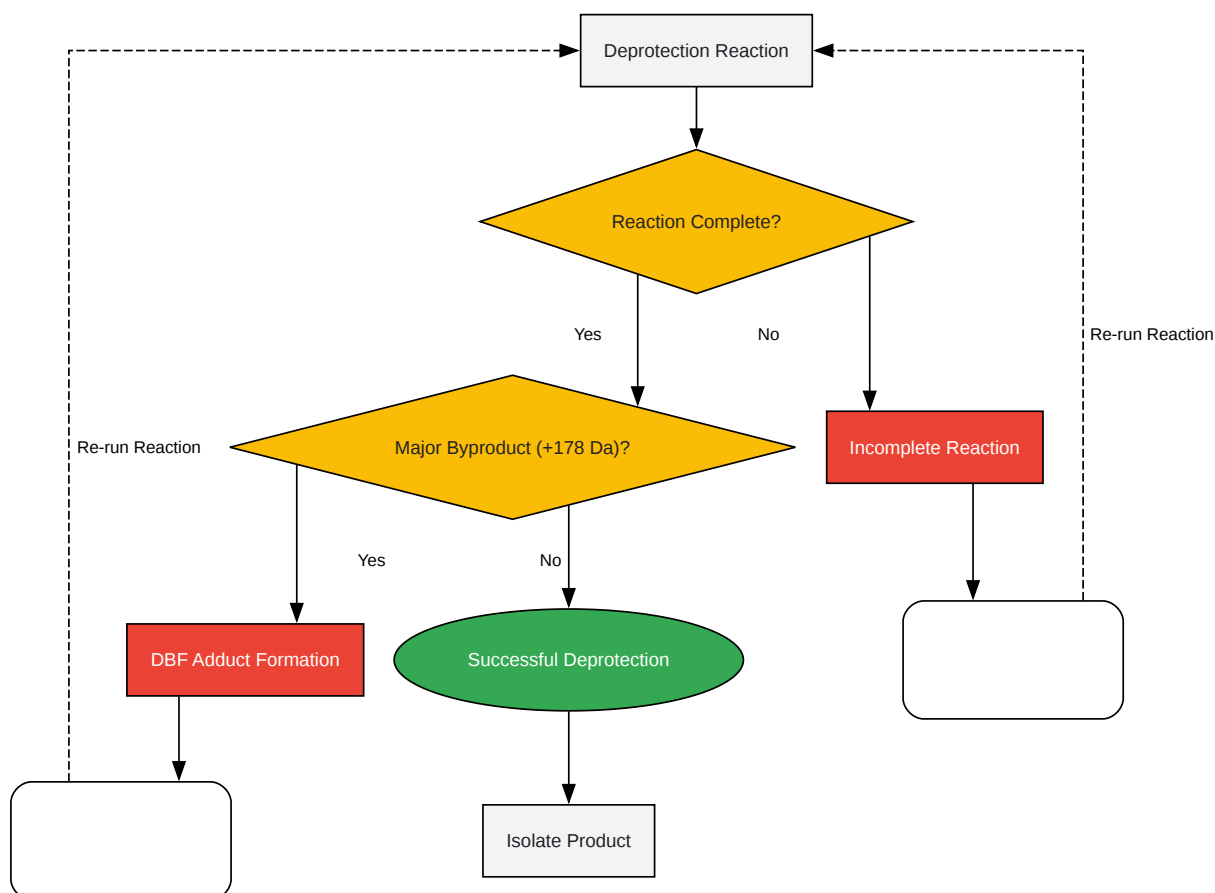 Deprotection Reaction
Reaction Complete?
Yes
No
Re-run Reaction
Major Byproduct (+178 Da)?
Incomplete Reaction
Re-run Reaction
Yes
No
DBF Adduct Formation
Successful Deprotection
Isolate Product